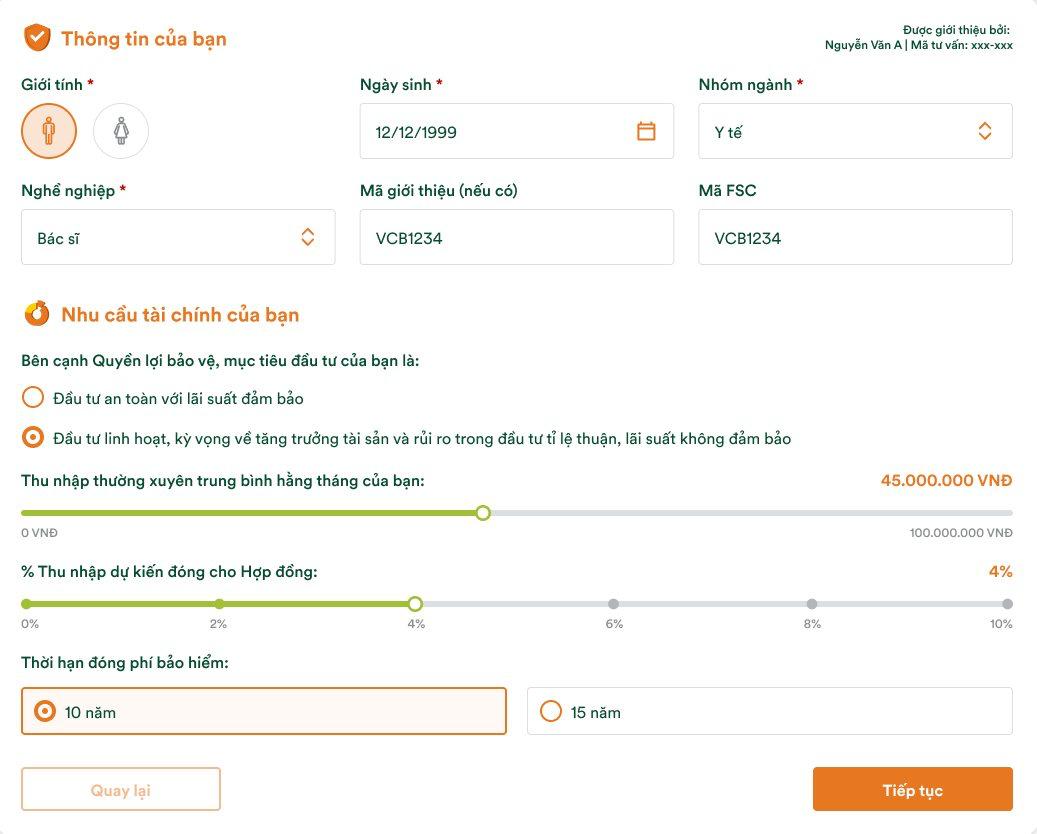 Thông tin của bạn
Được giới thiệu bởi:
Nguyễn Văn A | Mã tư vấn: xxx-xxx
Giới tính *
Ngày sinh *
Nhóm ngành *
12/12/1999
Y tế
Nghề nghiệp *
Mã giới thiệu (nếu có)
Mã FSC
Bác sĩ
VCB1234
VCB1234
Nhu cầu tài chính của bạn
Bên cạnh Quyền lợi bảo vệ, mục tiêu đầu tư của bạn là:
Đầu tư an toàn với lãi suất đảm bảo
Đầu tư linh hoạt, kỳ vọng về tăng trưởng tài sản và rủi ro trong đầu tư tỉ lệ thuận, lãi suất không đảm bảo
Thu nhập thường xuyên trung bình hằng tháng của bạn:
45.000.000 VNĐ
0 VNĐ
100.000.000 VNĐ
% Thu nhập dự kiến đóng cho Hợp đồng:
4%
0%
2%
4%
6%
8%
10%
Thời hạn đóng phí bảo hiểm:
10 năm
15 năm
Quay lại
Tiếp tục